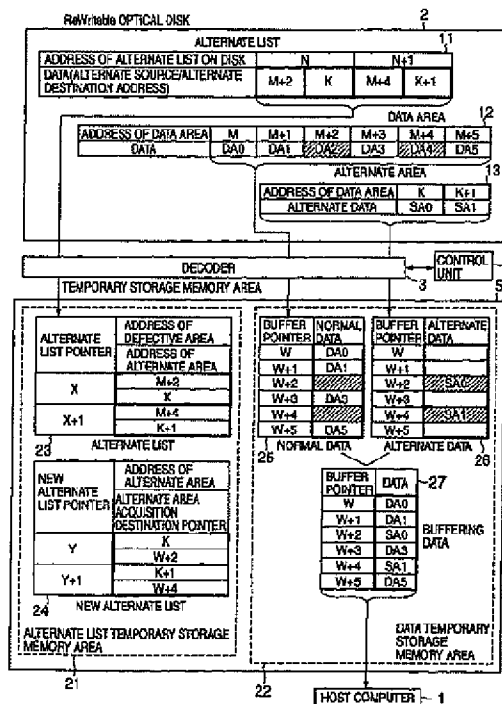 ReWritable OPTICAL DISK
2
ALTERNATE LIST
11
ADDRESS OF ALTERNATE LIST ON DISK N N+1
DATA(ALTERNATE SOURCE/ALTERNATE DESTINATION ADDRESS) M+2 K M+4 K+1
DATA AREA
12
ADDRESS OF DATA AREA M M+1 M+2 M+3 M+4 M+5
DATA DA0 DA1 DA2 DA3 DA4 DA5
ALTERNATE AREA
13
ADDRESS OF DATA AREA K K+1
ALTERNATE DATA SA0 SA1
DECODER
3
CONTROL UNIT
5
TEMPORARY STORAGE MEMORY AREA
ALTERNATE LIST POINTER
ADDRESS OF DEFECTIVE AREA
ADDRESS OF ALTERNATE AREA
X M+2 K
X+1 M+4 K+1
23
ALTERNATE LIST
NEW ALTERNATE LIST POINTER
ADDRESS OF ALTERNATE AREA
ALTERNATE AREA ACQUISITION DESTINATION POINTER
Y K W+2
Y+1 K+1 W+4
24
NEW ALTERNATE LIST
ALTERNATE LIST TEMPORARY STORAGE MEMORY AREA
21
BUFFER POINTER NORMAL DATA
W DA0
W+1 DA1
W+2
W+3 DA3
W+4
W+5 DA5
25
NORMAL DATA
BUFFER POINTER ALTERNATE DATA
W
W+1
W+2 SA0
W+3
W+4 SA1
W+5
26
ALTERNATE DATA
BUFFER POINTER DATA
27
W DA0
W+1 DA1
W+2 SA0
W+3 DA3
W+4 SA1
W+5 DA5
BUFFERING DATA
DATA TEMPORARY STORAGE MEMORY AREA
22
HOST COMPUTER
1